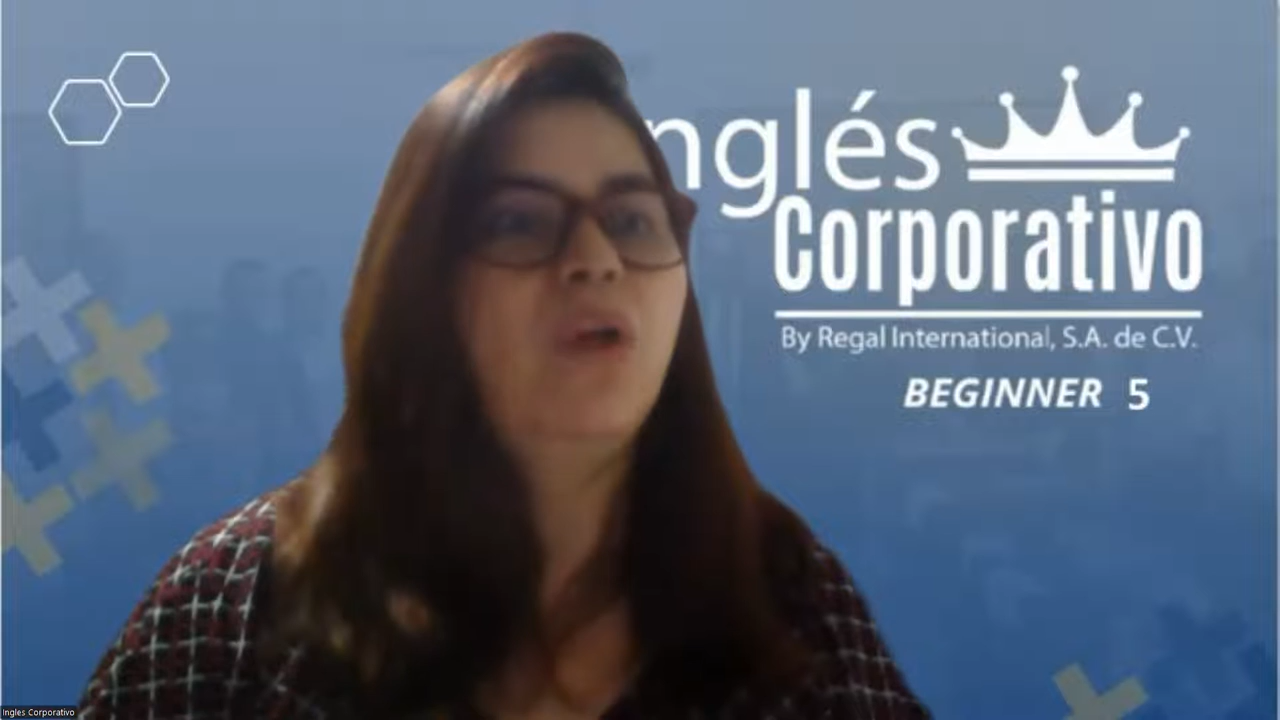 nglés
Corporativo
By Regal International, S.A. de C.V.
BEGINNER 5
Ingles Corporativo